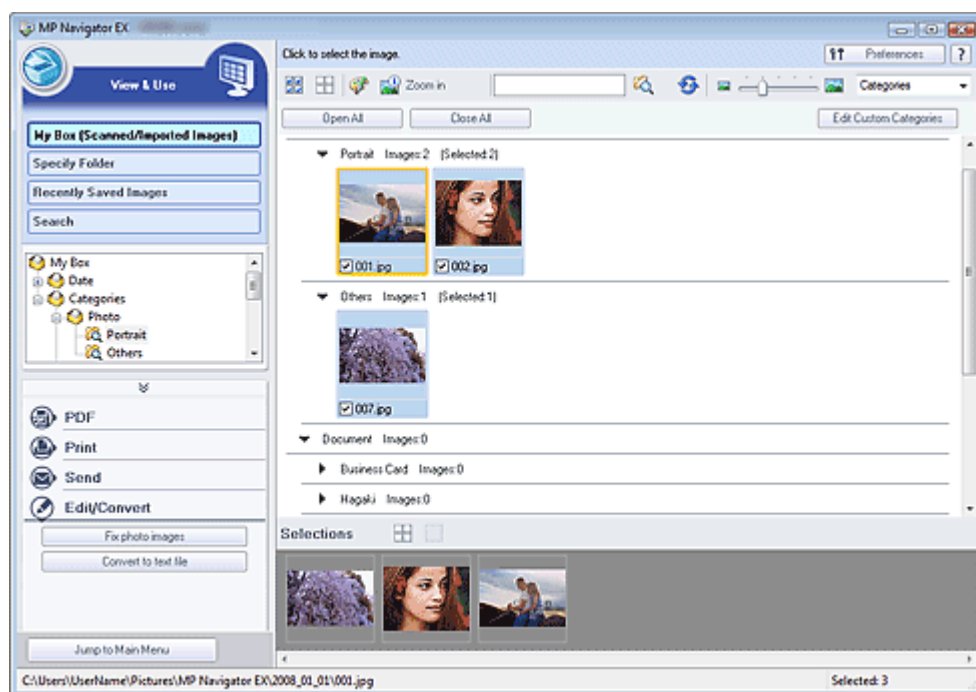 MP Navigator EX
View & Use
Click to select the image.
Preferences
?
Zoom in
Categories
Open All
Close All
Edit Custom Categories
My Box (Scanned/Imported Images)
Specify Folder
Recently Saved Images
Search
My Box
Date
Categories
Photo
Portrait
Others
PDF
Print
Send
Edit/Convert
Fix photo images
Convert to text file
Jump to Main Menu
Portrait Images:2 (Selected:2)
001.jpg
002.jpg
Others Images:1 (Selected:1)
007.jpg
Document Images:0
Business Card Images:0
Hagaki Images:0
Selections
C:\Users\UserName\Pictures\MP Navigator EX\2008_01_01\001.jpg
Selected: 3